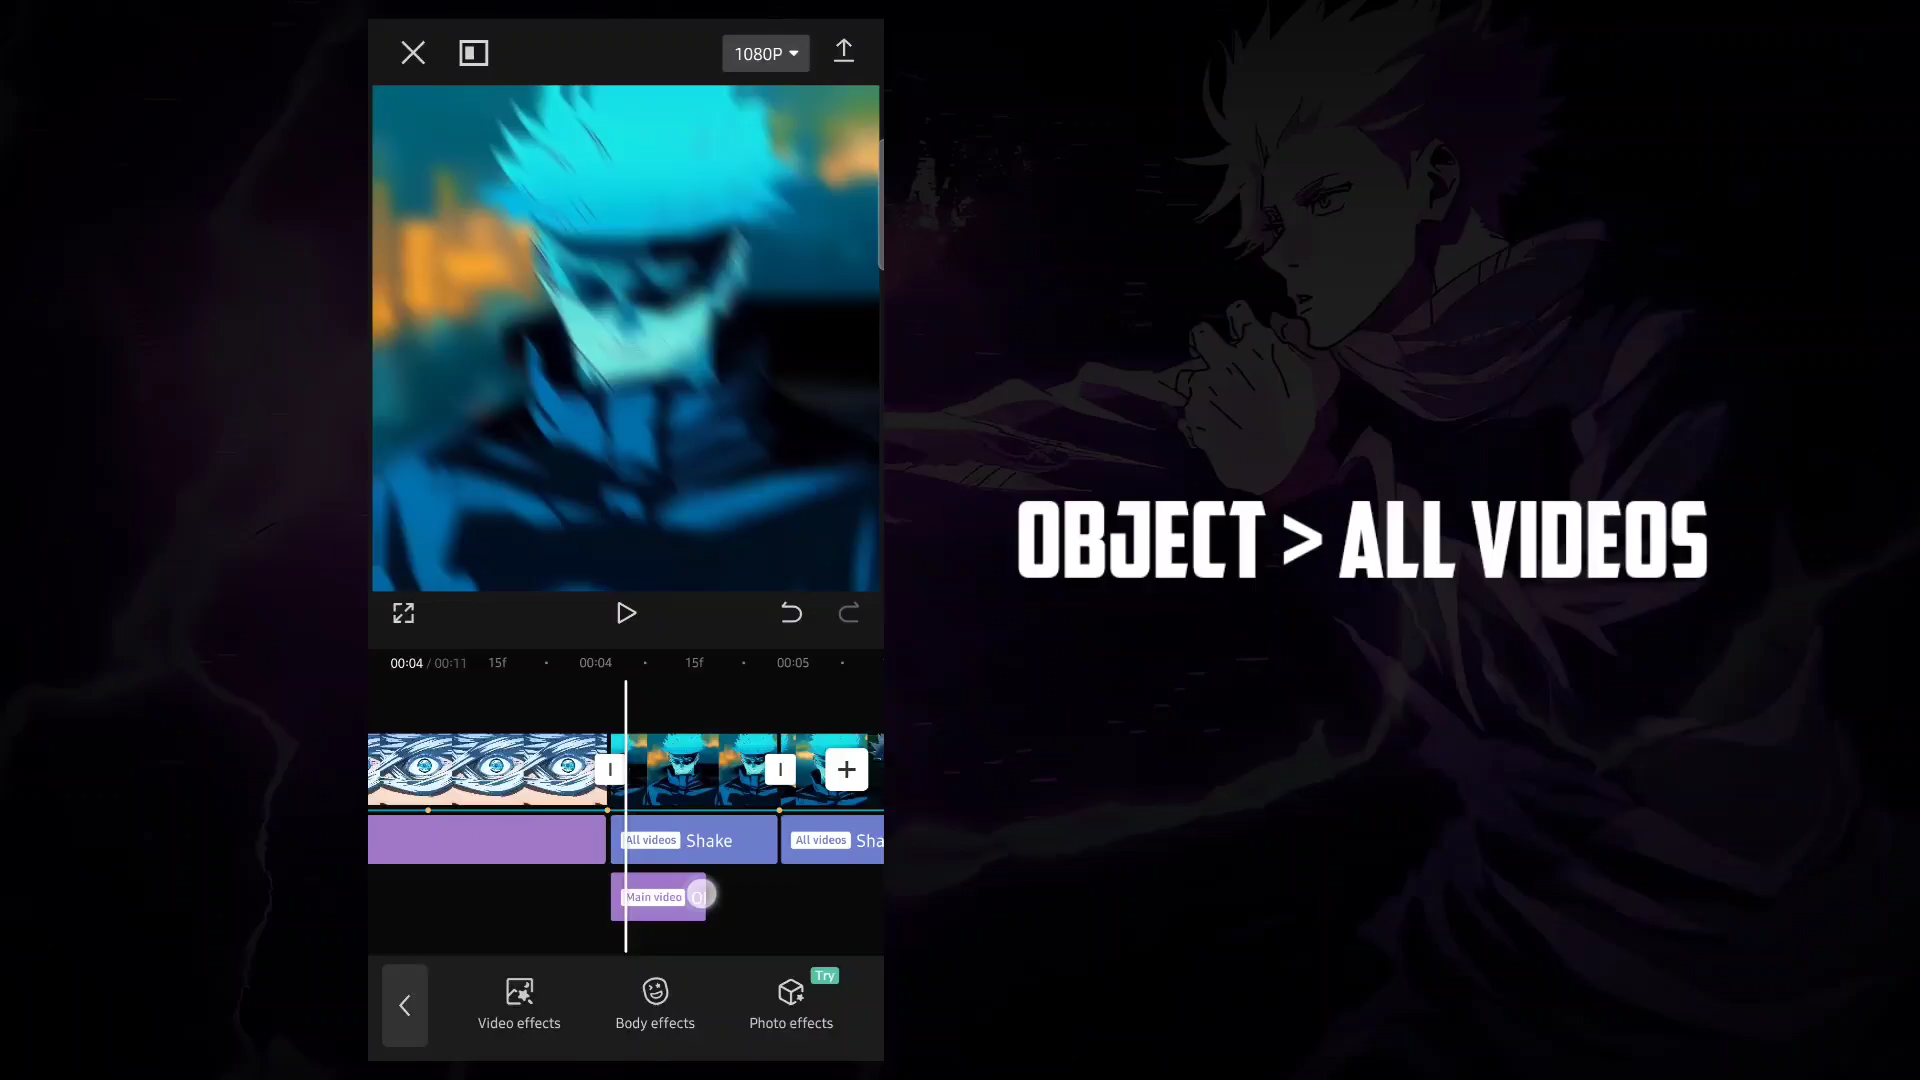 1080P
OBJECT > ALL VIDEOS
00:04 / 00:11 15f 00:04 15f 00:05
All videos Shake All videos Sha
Main video
Try
Video effects Body effects Photo effects